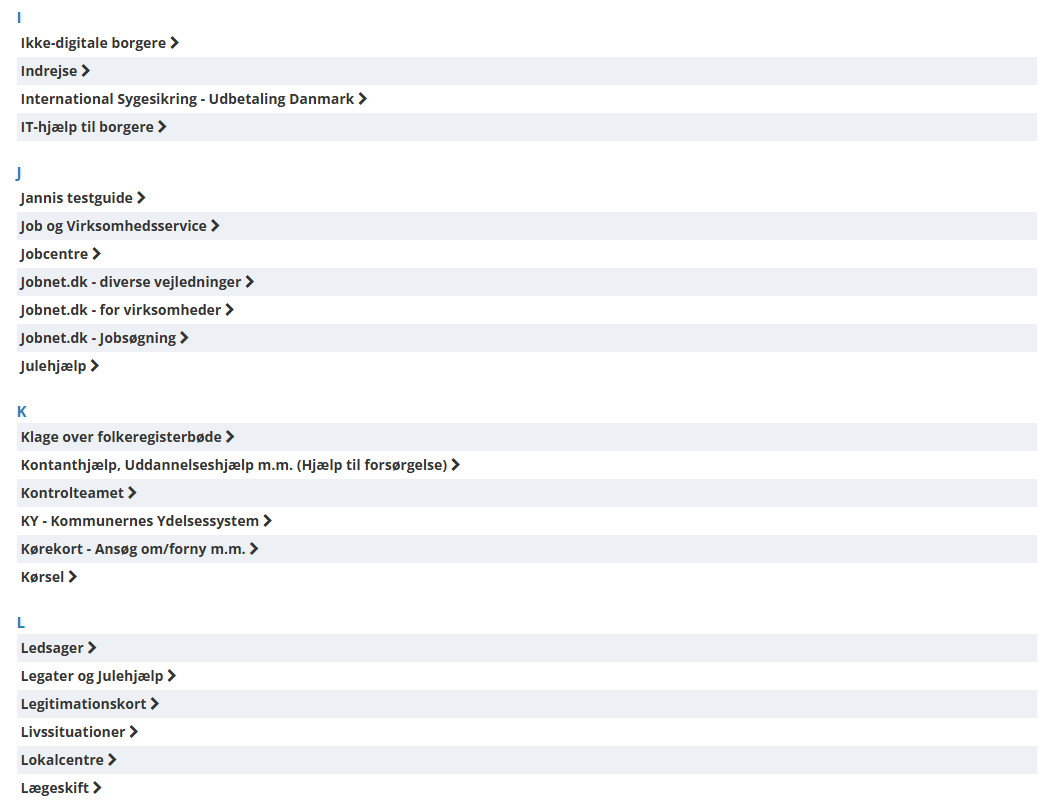 I
Ikke-digitale borgere
Indrejse
International Sygesikring - Udbetaling Danmark
IT-hjælp til borgere
J
Jannis testguide
Job og Virksomhedsservice
Jobcentre
Jobnet.dk - diverse vejledninger
Jobnet.dk - for virksomheder
Jobnet.dk - Jobsøgning
Julehjælp
K
Klage over folkeregisterbøde
Kontanthjælp, Uddannelseshjælp m.m. (Hjælp til forsørgelse)
Kontrolteamet
KY - Kommunernes Ydelsessystem
Kørekort - Ansøg om/forny m.m.
Kørsel
L
Ledsager
Legater og Julehjælp
Legitimationskort
Livssituationer
Lokalcentre
Lægeskift